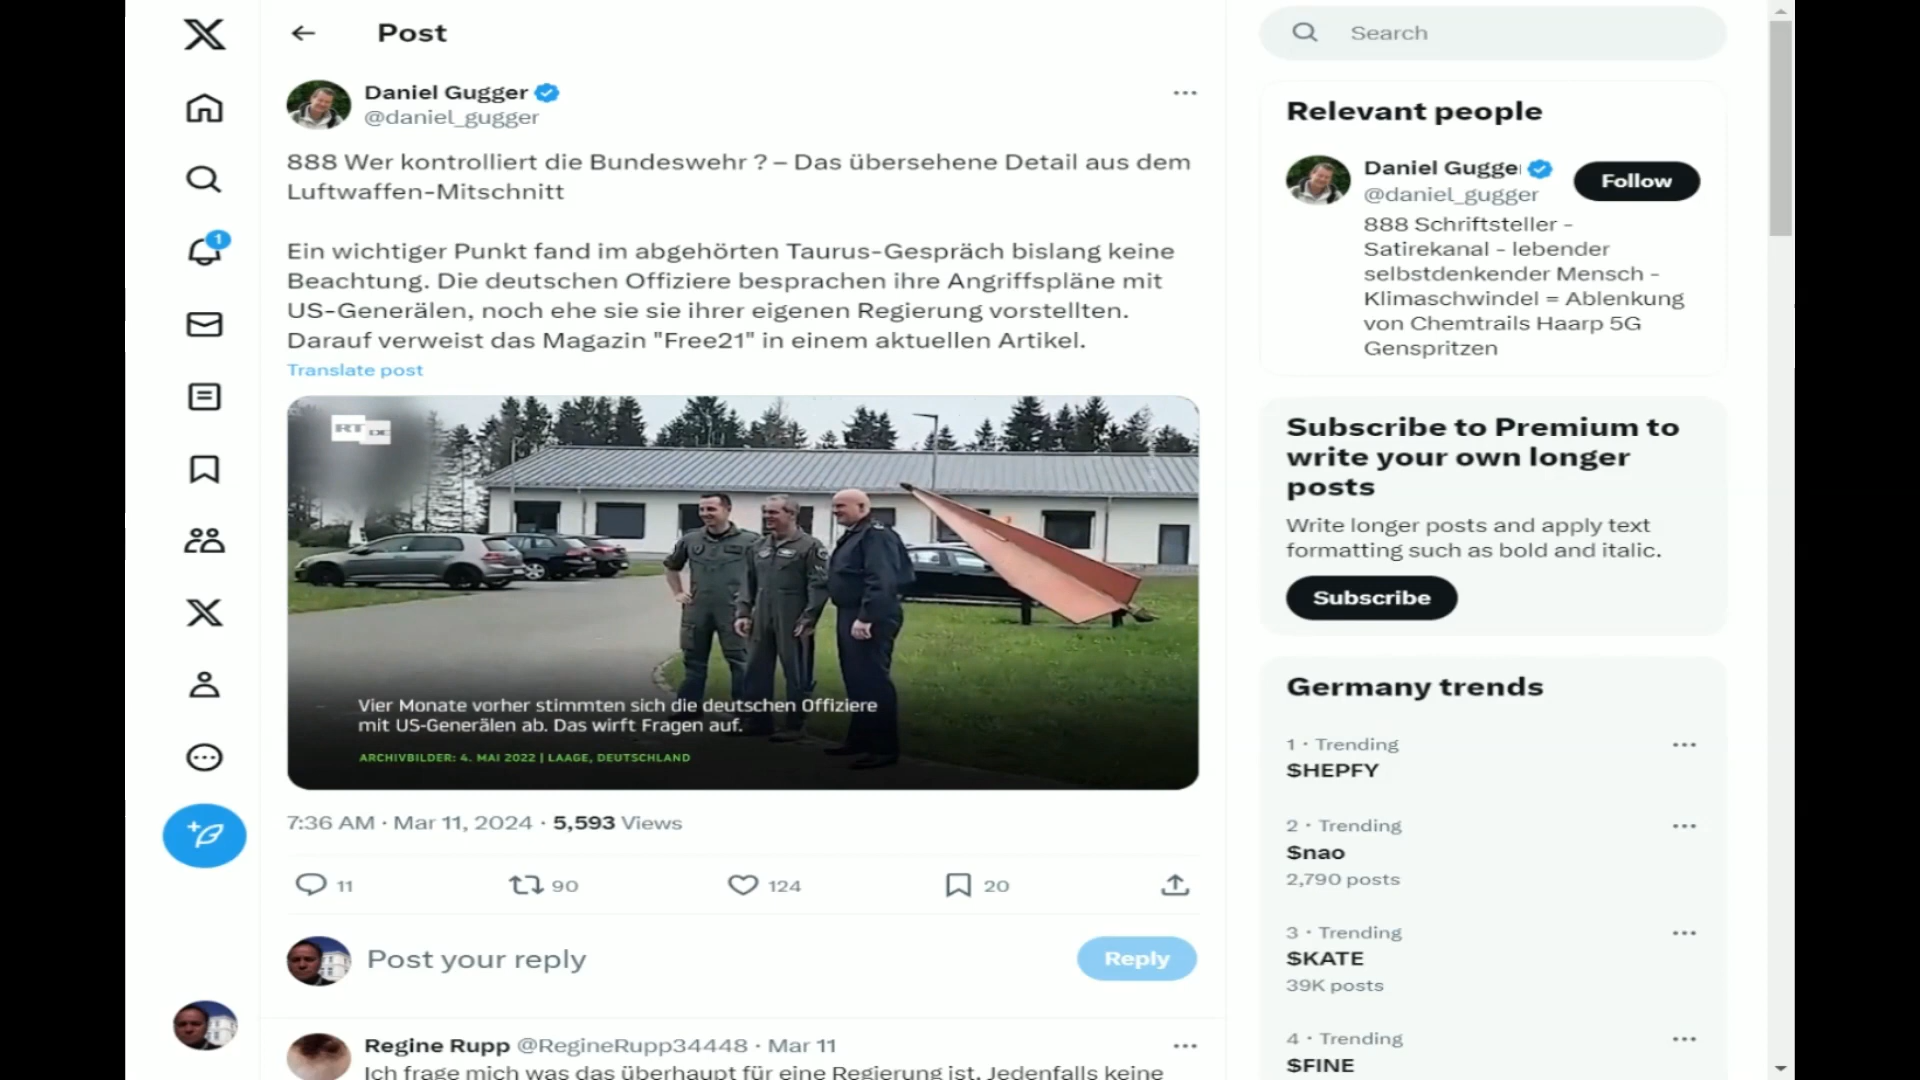 Post
Daniel Gugger
@daniel_gugger
888 Wer kontrolliert die Bundeswehr ? – Das übersehene Detail aus dem
Luftwaffen-Mitschnitt
Ein wichtiger Punkt fand im abgehörten Taurus-Gespräch bislang keine
Beachtung. Die deutschen Offiziere besprachen ihre Angriffspläne mit
US-Generälen, noch ehe sie sie ihrer eigenen Regierung vorstellten.
Darauf verweist das Magazin "Free21" in einem aktuellen Artikel.
Translate post
RT DE
Vier Monate vorher stimmten sich die deutschen Offiziere
mit US-Generälen ab. Das wirft Fragen auf.
ARCHIVBILDER: 4. MAI 2022 | LAAGE, DEUTSCHLAND
7:36 AM · Mar 11, 2024 · 5,593 Views
11
90
124
20
Post your reply
Reply
Regine Rupp @RegineRupp34448 · Mar 11
Ich frage mich was das überhaupt für eine Regierung ist. Jedenfalls keine
1
Search
Relevant people
Daniel Gugger
@daniel_gugger
Follow
888 Schriftsteller -
Satirekanal - lebender
selbstdenkender Mensch -
Klimaschwindel = Ablenkung
von Chemtrails Haarp 5G
Genspritzen
Subscribe to Premium to
write your own longer
posts
Write longer posts and apply text
formatting such as bold and italic.
Subscribe
Germany trends
1 · Trending
$HEPFY
2 · Trending
$nao
2,790 posts
3 · Trending
$KATE
39K posts
4 · Trending
$FINE